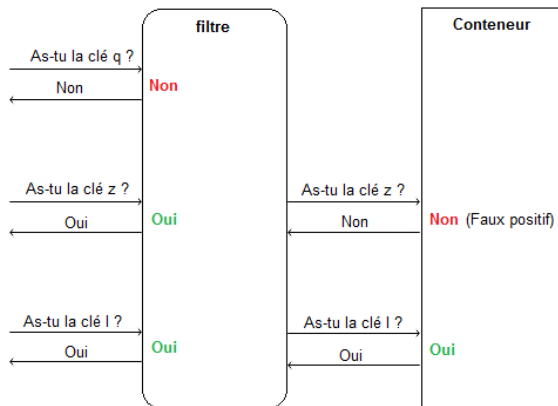 filtre
Conteneur
As-tu la clé q ?
Non
Non
As-tu la clé z ?
Oui
Oui
As-tu la clé z ?
Non
Non (Faux positif)
As-tu la clé l ?
Oui
Oui
As-tu la clé l ?
Oui
Oui